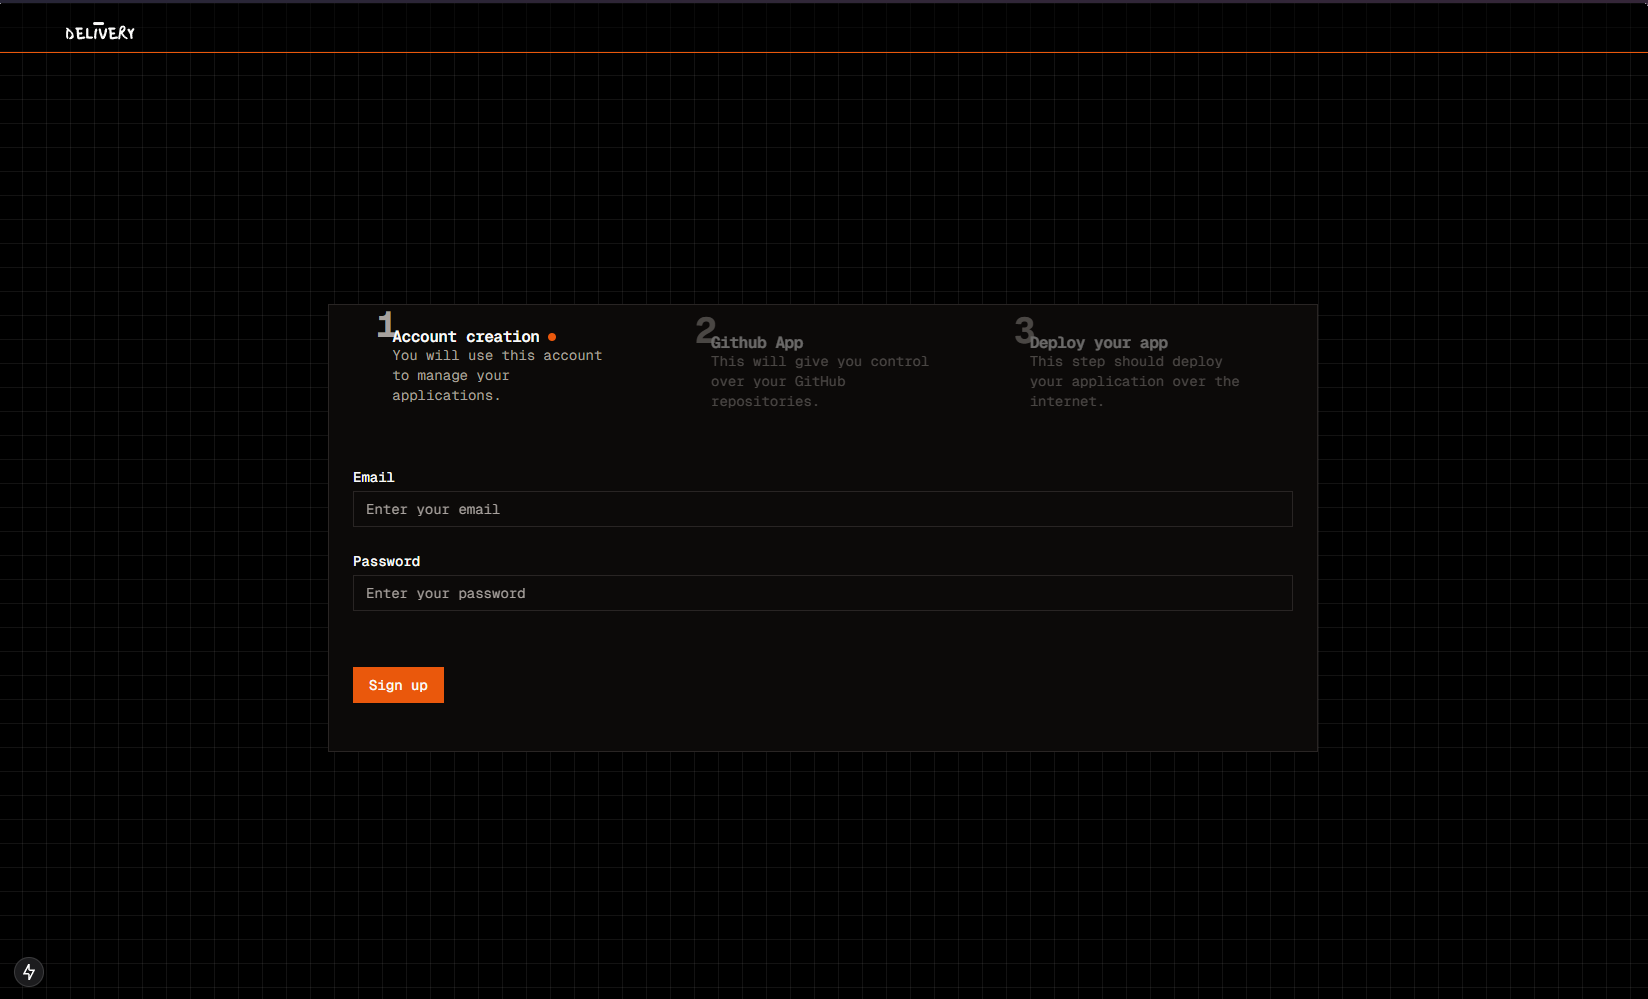 DELIVERY
1
Account creation
You will use this account
to manage your
applications.
2
Github App
This will give you control
over your GitHub
repositories.
3
Deploy your app
This step should deploy
your application over the
internet.
Email
Enter your email
Password
Enter your password
Sign up